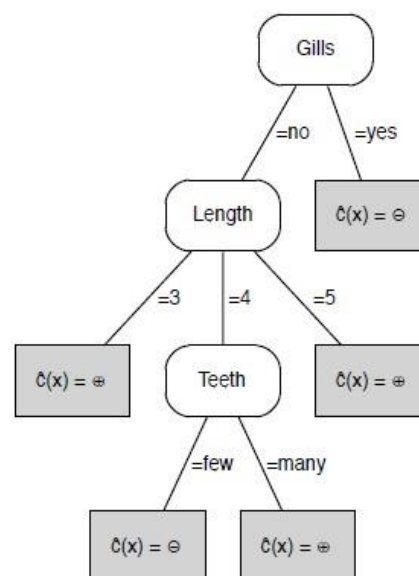 Gills
=no
=yes
Length
ĉ(x) = ⊖
=3
=4
=5
ĉ(x) = ⊕
Teeth
ĉ(x) = ⊕
=few
=many
ĉ(x) = ⊖
ĉ(x) = ⊕